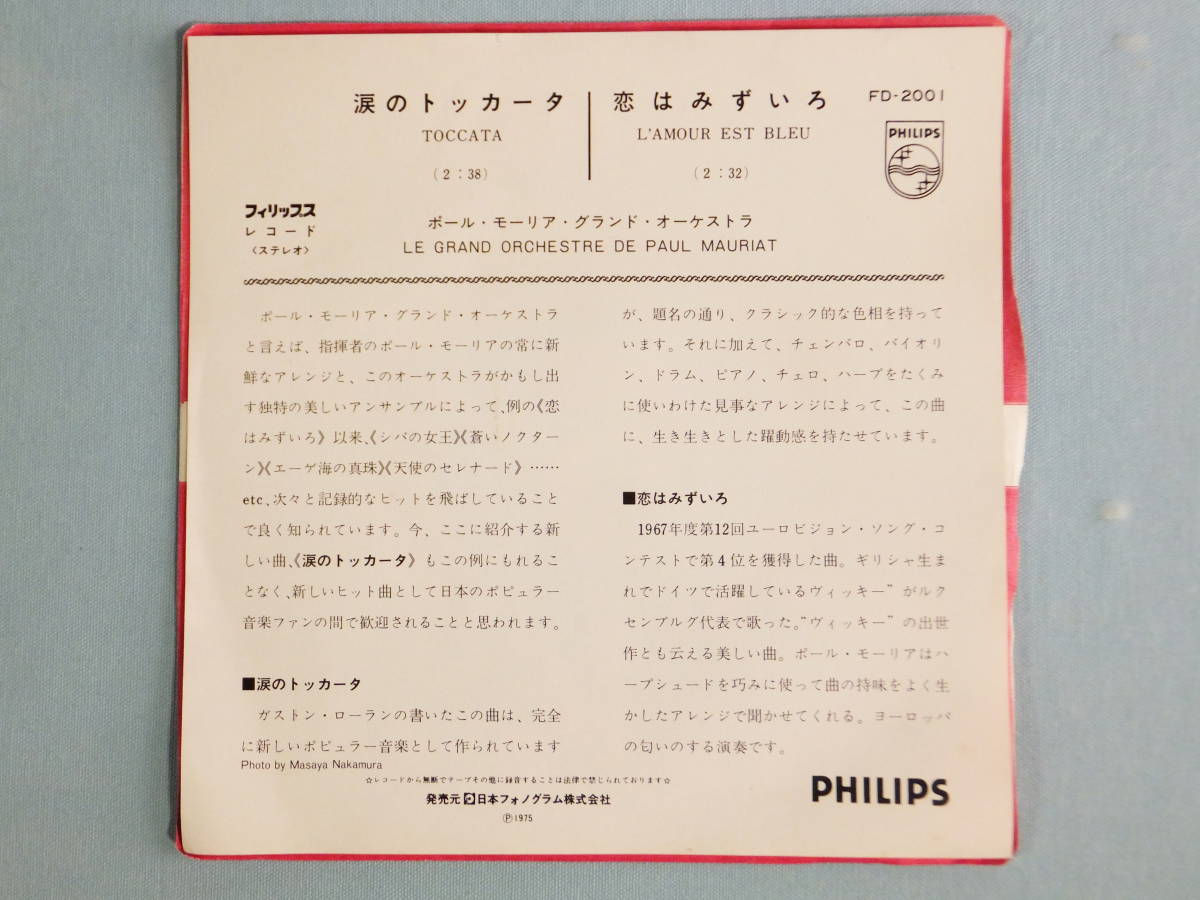 涙のトッカータ
TOCCATA
(2:38)
恋はみずいろ
L'AMOUR EST BLEU
(2:32)
FD-2001
PHILIPS
フィリップス
レコード
〈ステレオ〉
ポール・モーリア・グランド・オーケストラ
LE GRAND ORCHESTRE DE PAUL MAURIAT
ポール・モーリア・グランド・オーケストラ
と言えば、指揮者のポール・モーリアの常に新
鮮なアレンジと、このオーケストラがかもし出
す独特の美しいアンサンブルによって、例の《恋
はみずいろ》以来、《シバの女王》《蒼いノクター
ン》《エーゲ海の真珠》《天使のセレナード》……
etc、次々と記録的なヒットを飛ばしていること
で良く知られています。今、ここに紹介する新
しい曲、《涙のトッカータ》もこの例にもれるこ
となく、新しいヒット曲として日本のポピュラー
音楽ファンの間で歓迎されることと思われます。
■涙のトッカータ
ガストン・ローランの書いたこの曲は、完全
に新しいポピュラー音楽として作られています
が、題名の通り、クラシック的な色相を持って
います。それに加えて、チェンバロ、バイオリ
ン、ドラム、ピアノ、チェロ、ハープをたくみ
に使いわけた見事なアレンジによって、この曲
に、生き生きとした躍動感を持たせています。
■恋はみずいろ
1967年度第12回ユーロビジョン・ソング・コ
ンテストで第4位を獲得した曲。ギリシャ生ま
れでドイツで活躍しているヴィッキー”がルク
センブルグ代表で歌った。”ヴィッキー”の出世
作とも云える美しい曲。ポール・モーリアはハ
ープシュードを巧みに使って曲の持味をよく生
かしたアレンジで聞かせてくれる。ヨーロッパ
の匂いのする演奏です。
Photo by Masaya Nakamura
☆レコードから無断でテープその他に録音することは法律で禁じられております☆
発売元 日本フォノグラム株式会社
Ⓟ1975
PHILIPS